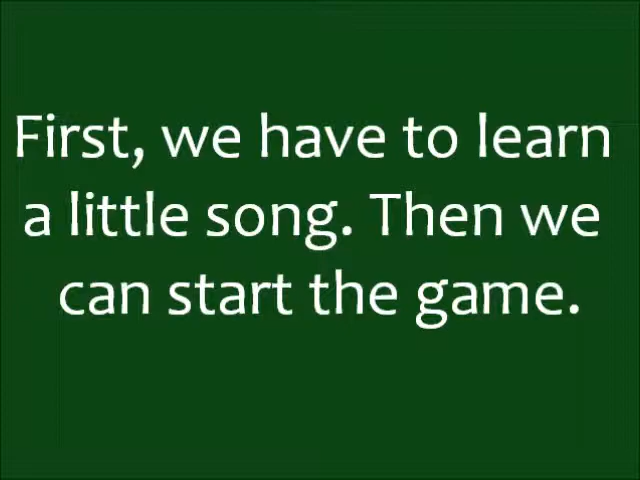 First, we have to learn
a little song. Then we
can start the game.